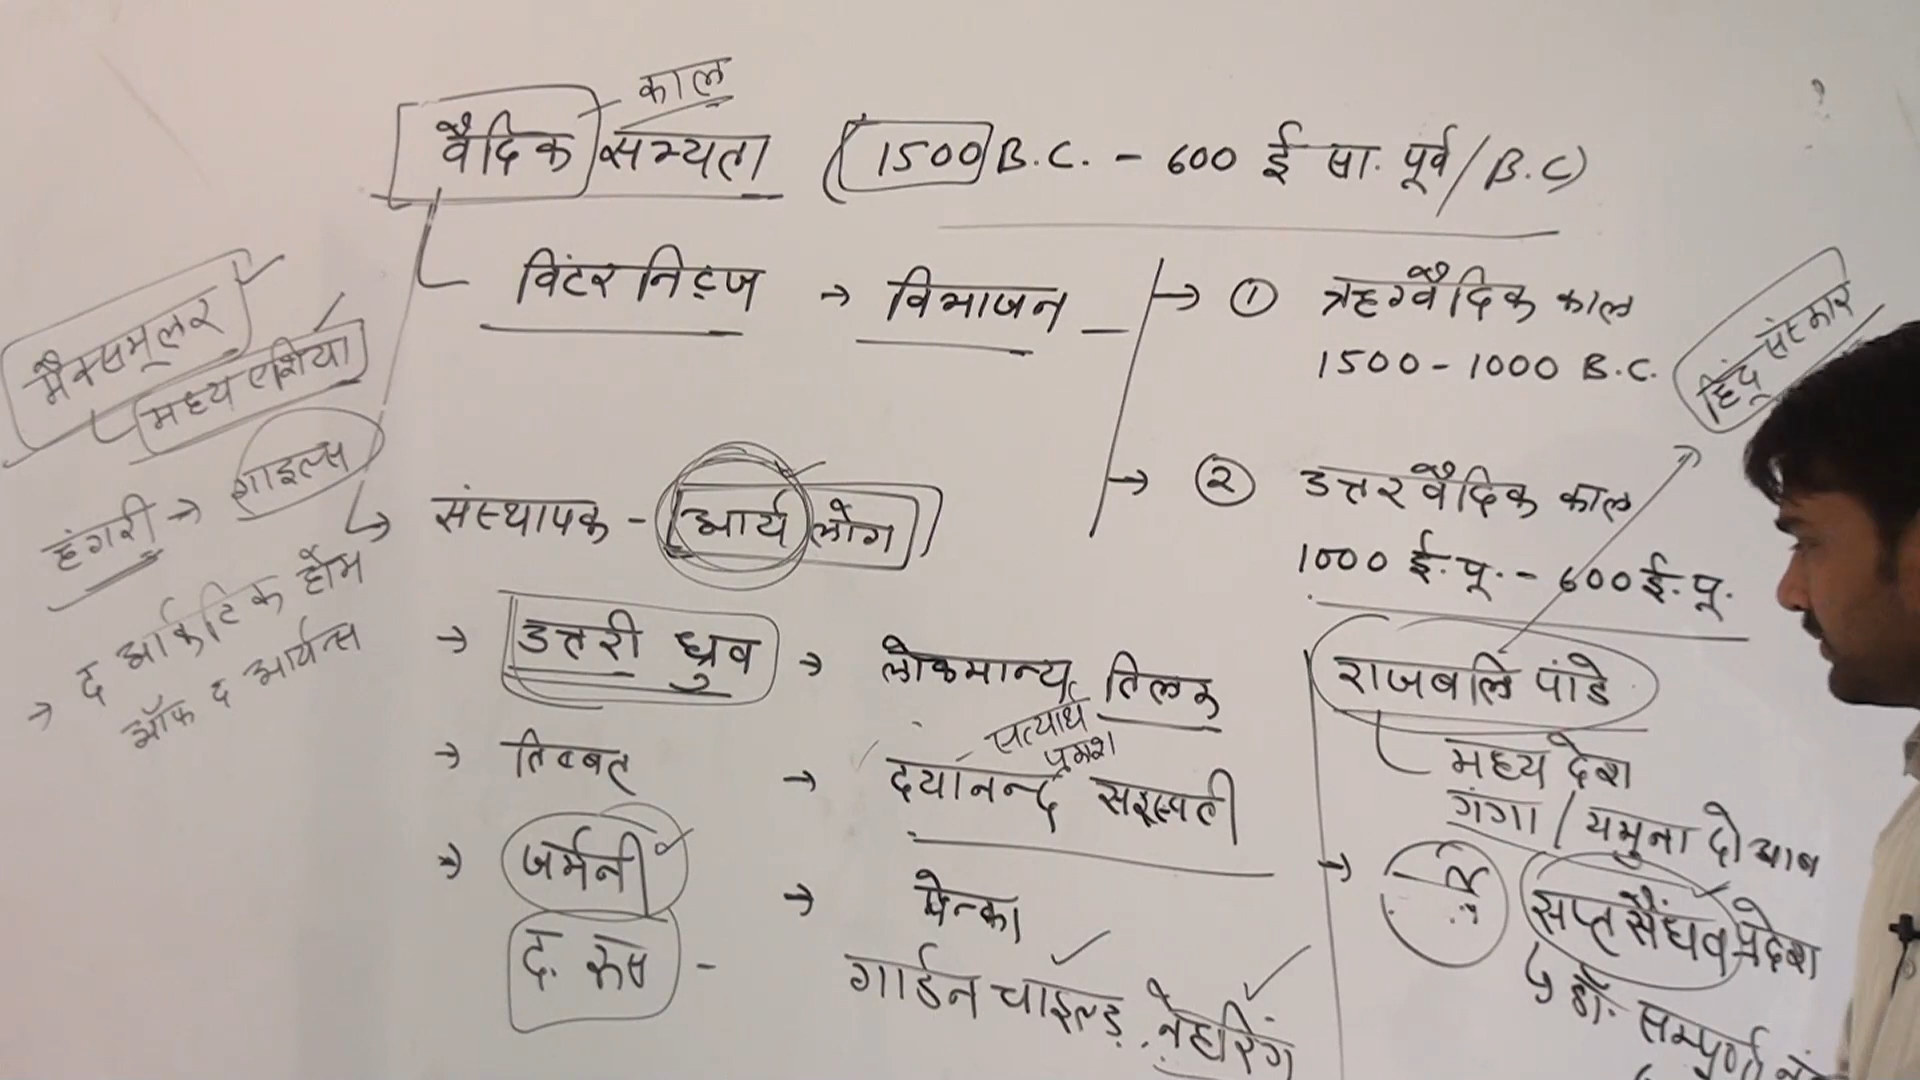 काल
वैदिक सभ्यता (1500 B.C. - 600 ई सा. पूर्व / B.C)
विंटर निट्ज → विभाजन
→ ① ऋग्वैदिक काल
1500 - 1000 B.C.
→ ② उत्तर वैदिक काल
1000 ई.पू. - 600 ई.पू.
हिंदू संस्कार
मैक्समूलर
मध्य एशिया
हंगरी → गाइल्स
→ द आर्कटिक होम
ऑफ द आर्यन्स
संस्थापक - आर्य लोग
→ उत्तरी ध्रुव → लोकमान्य तिलक
सत्यार्थ
प्रकाश
→ तिब्बत → दयानन्द सरस्वती
→ जर्मनी → पेन्का
द. रूस - गार्डन चाइल्ड, नेहरिंग
राजबलि पांडे
मध्य देश
गंगा / यमुना दोआब
→ सप्त सैंधव प्रदेश
डॉ. सम्पूर्णा